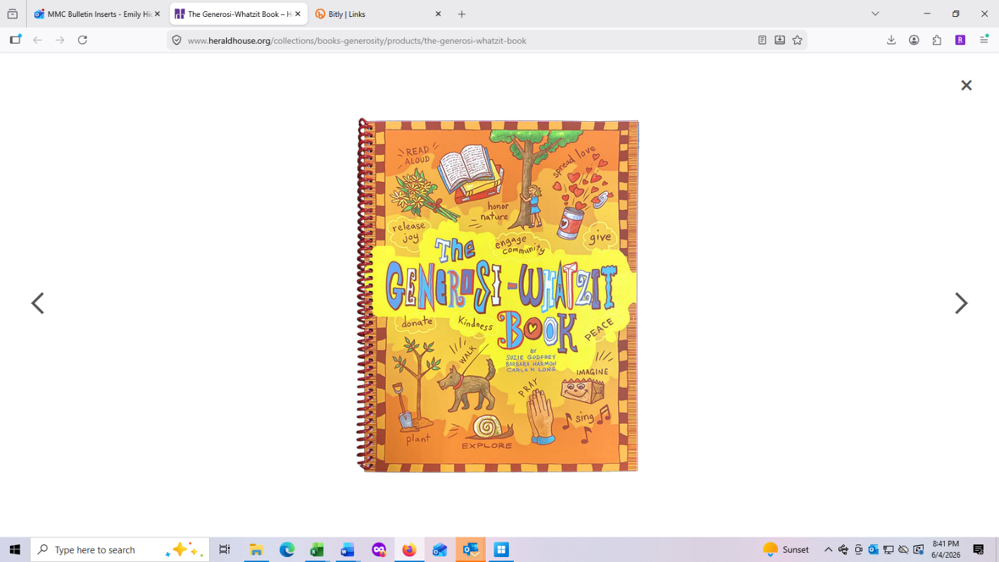 MMC Bulletin Inserts - Emily Hic
The Generosi-Whatzit Book – He
Bitly | Links
www.heraldhouse.org/collections/books-generosity/products/the-generosi-whatzit-book
READ
ALOUD
spread love
honor
nature
release
joy
engage
community
give
The
GENEROSI-WHATZIT
BOOK
donate
Kindness
PEACE
BY
SUZIE GODFREY
BARBARA HARMON
CARLA K LONG
WALK
IMAGINE
PRAY
sing
plant
EXPLORE
Type here to search
Sunset
8:41 PM
6/4/2026